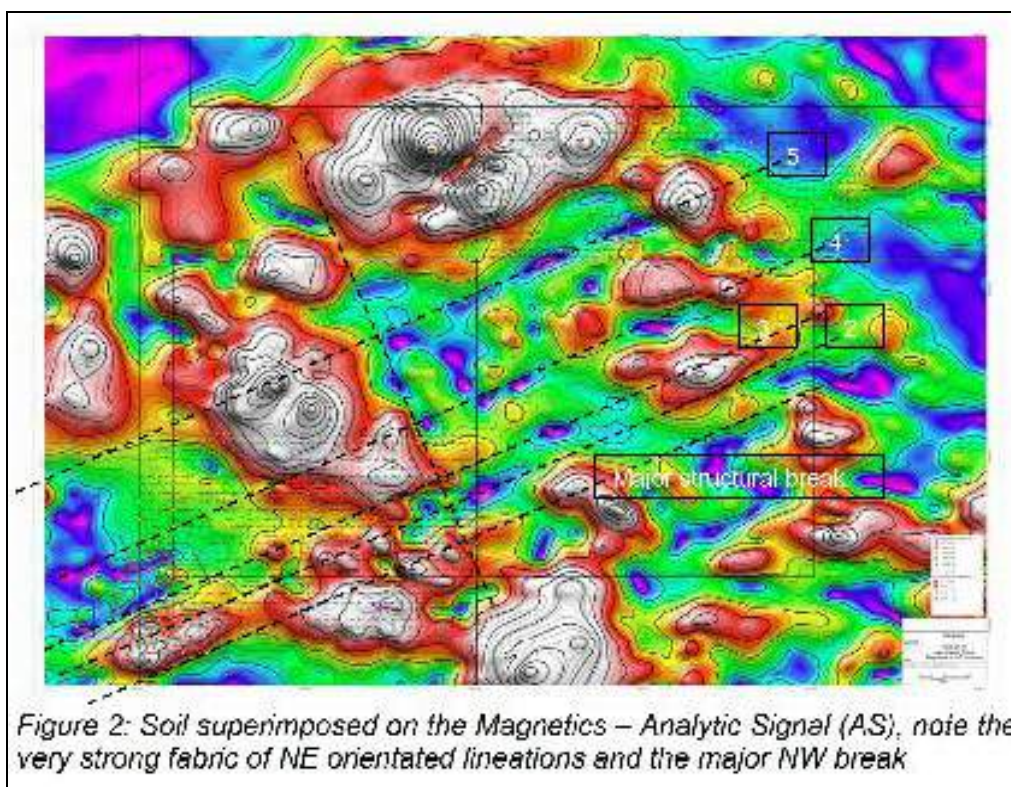 5
4
3
2
Major structural break
Figure 2: Soil superimposed on the Magnetics – Analytic Signal (AS), note the
very strong fabric of NE orientated lineations and the major NW break